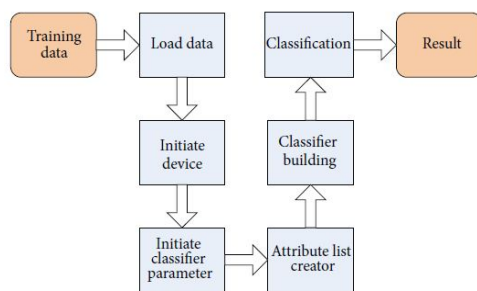 Training
data
Load data
Initiate
device
Initiate
classifier
parameter
Attribute list
creator
Classifier
building
Classification
Result